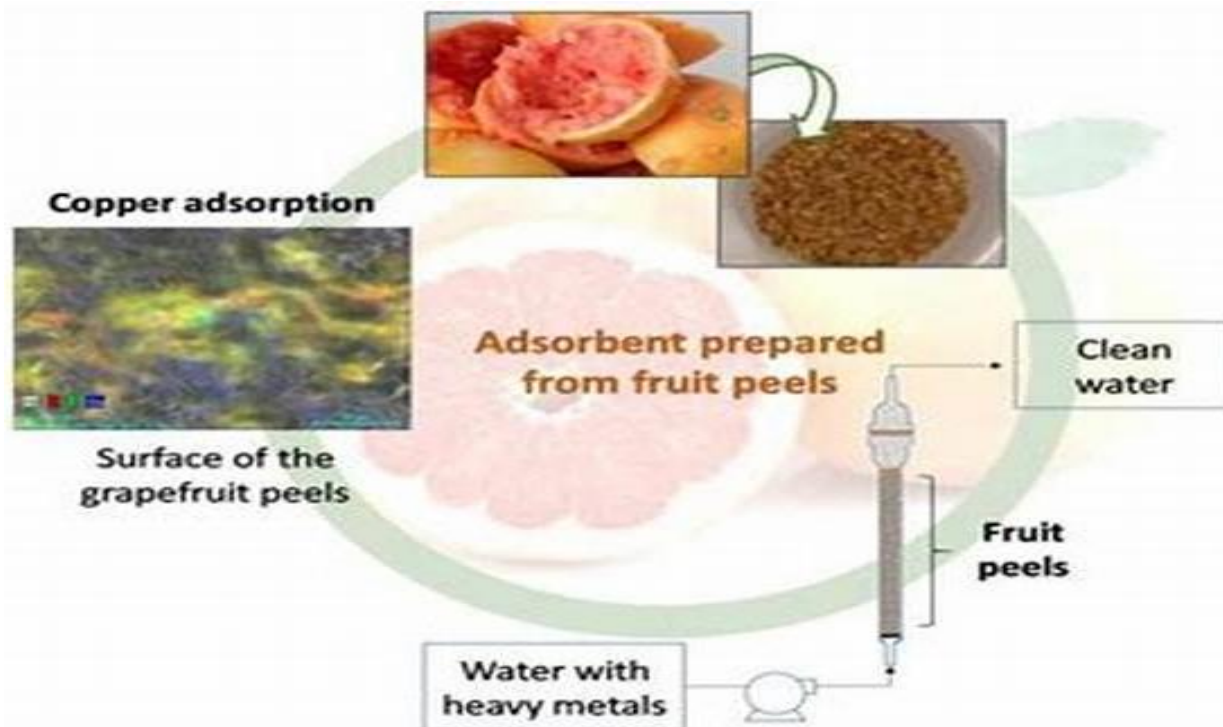 Copper adsorption
Surface of the
grapefruit peels
Adsorbent prepared
from fruit peels
Clean
water
Fruit
peels
Water with
heavy metals